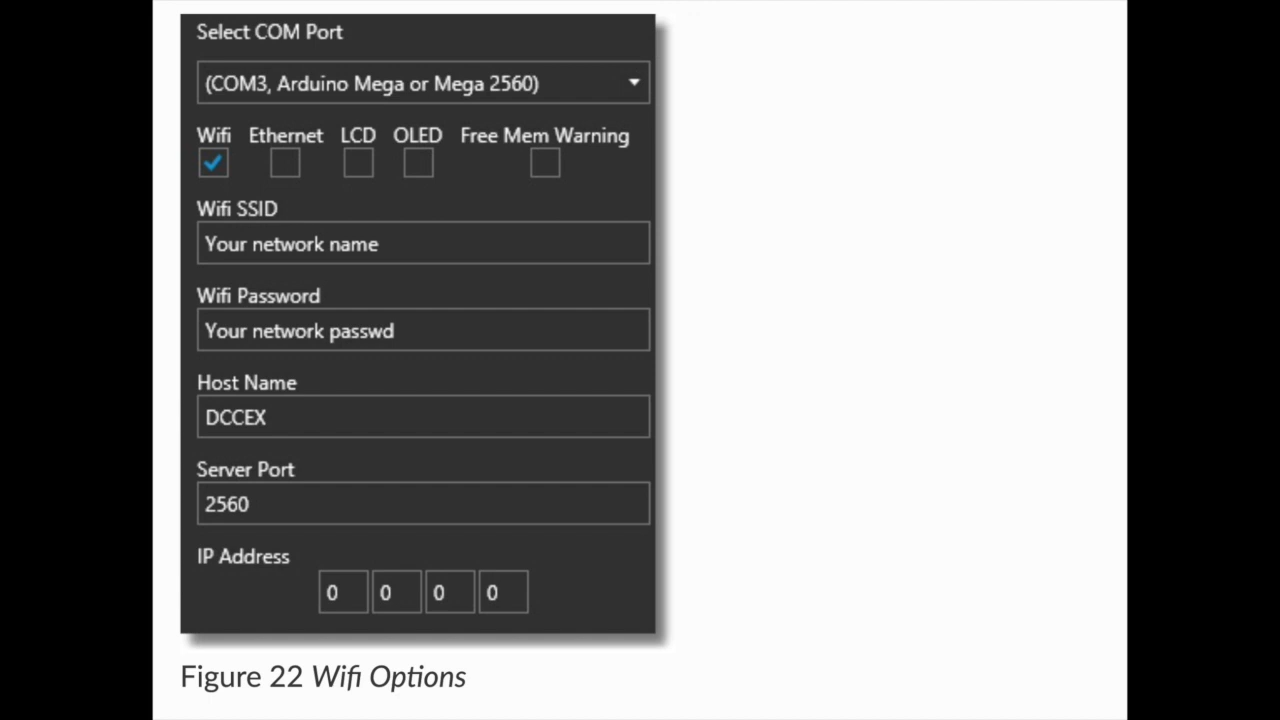 Select COM Port
(COM3, Arduino Mega or Mega 2560)
Wifi Ethernet LCD OLED Free Mem Warning
Wifi SSID
Your network name
Wifi Password
Your network passwd
Host Name
DCCEX
Server Port
2560
IP Address
0 0 0 0
Figure 22 Wifi Options